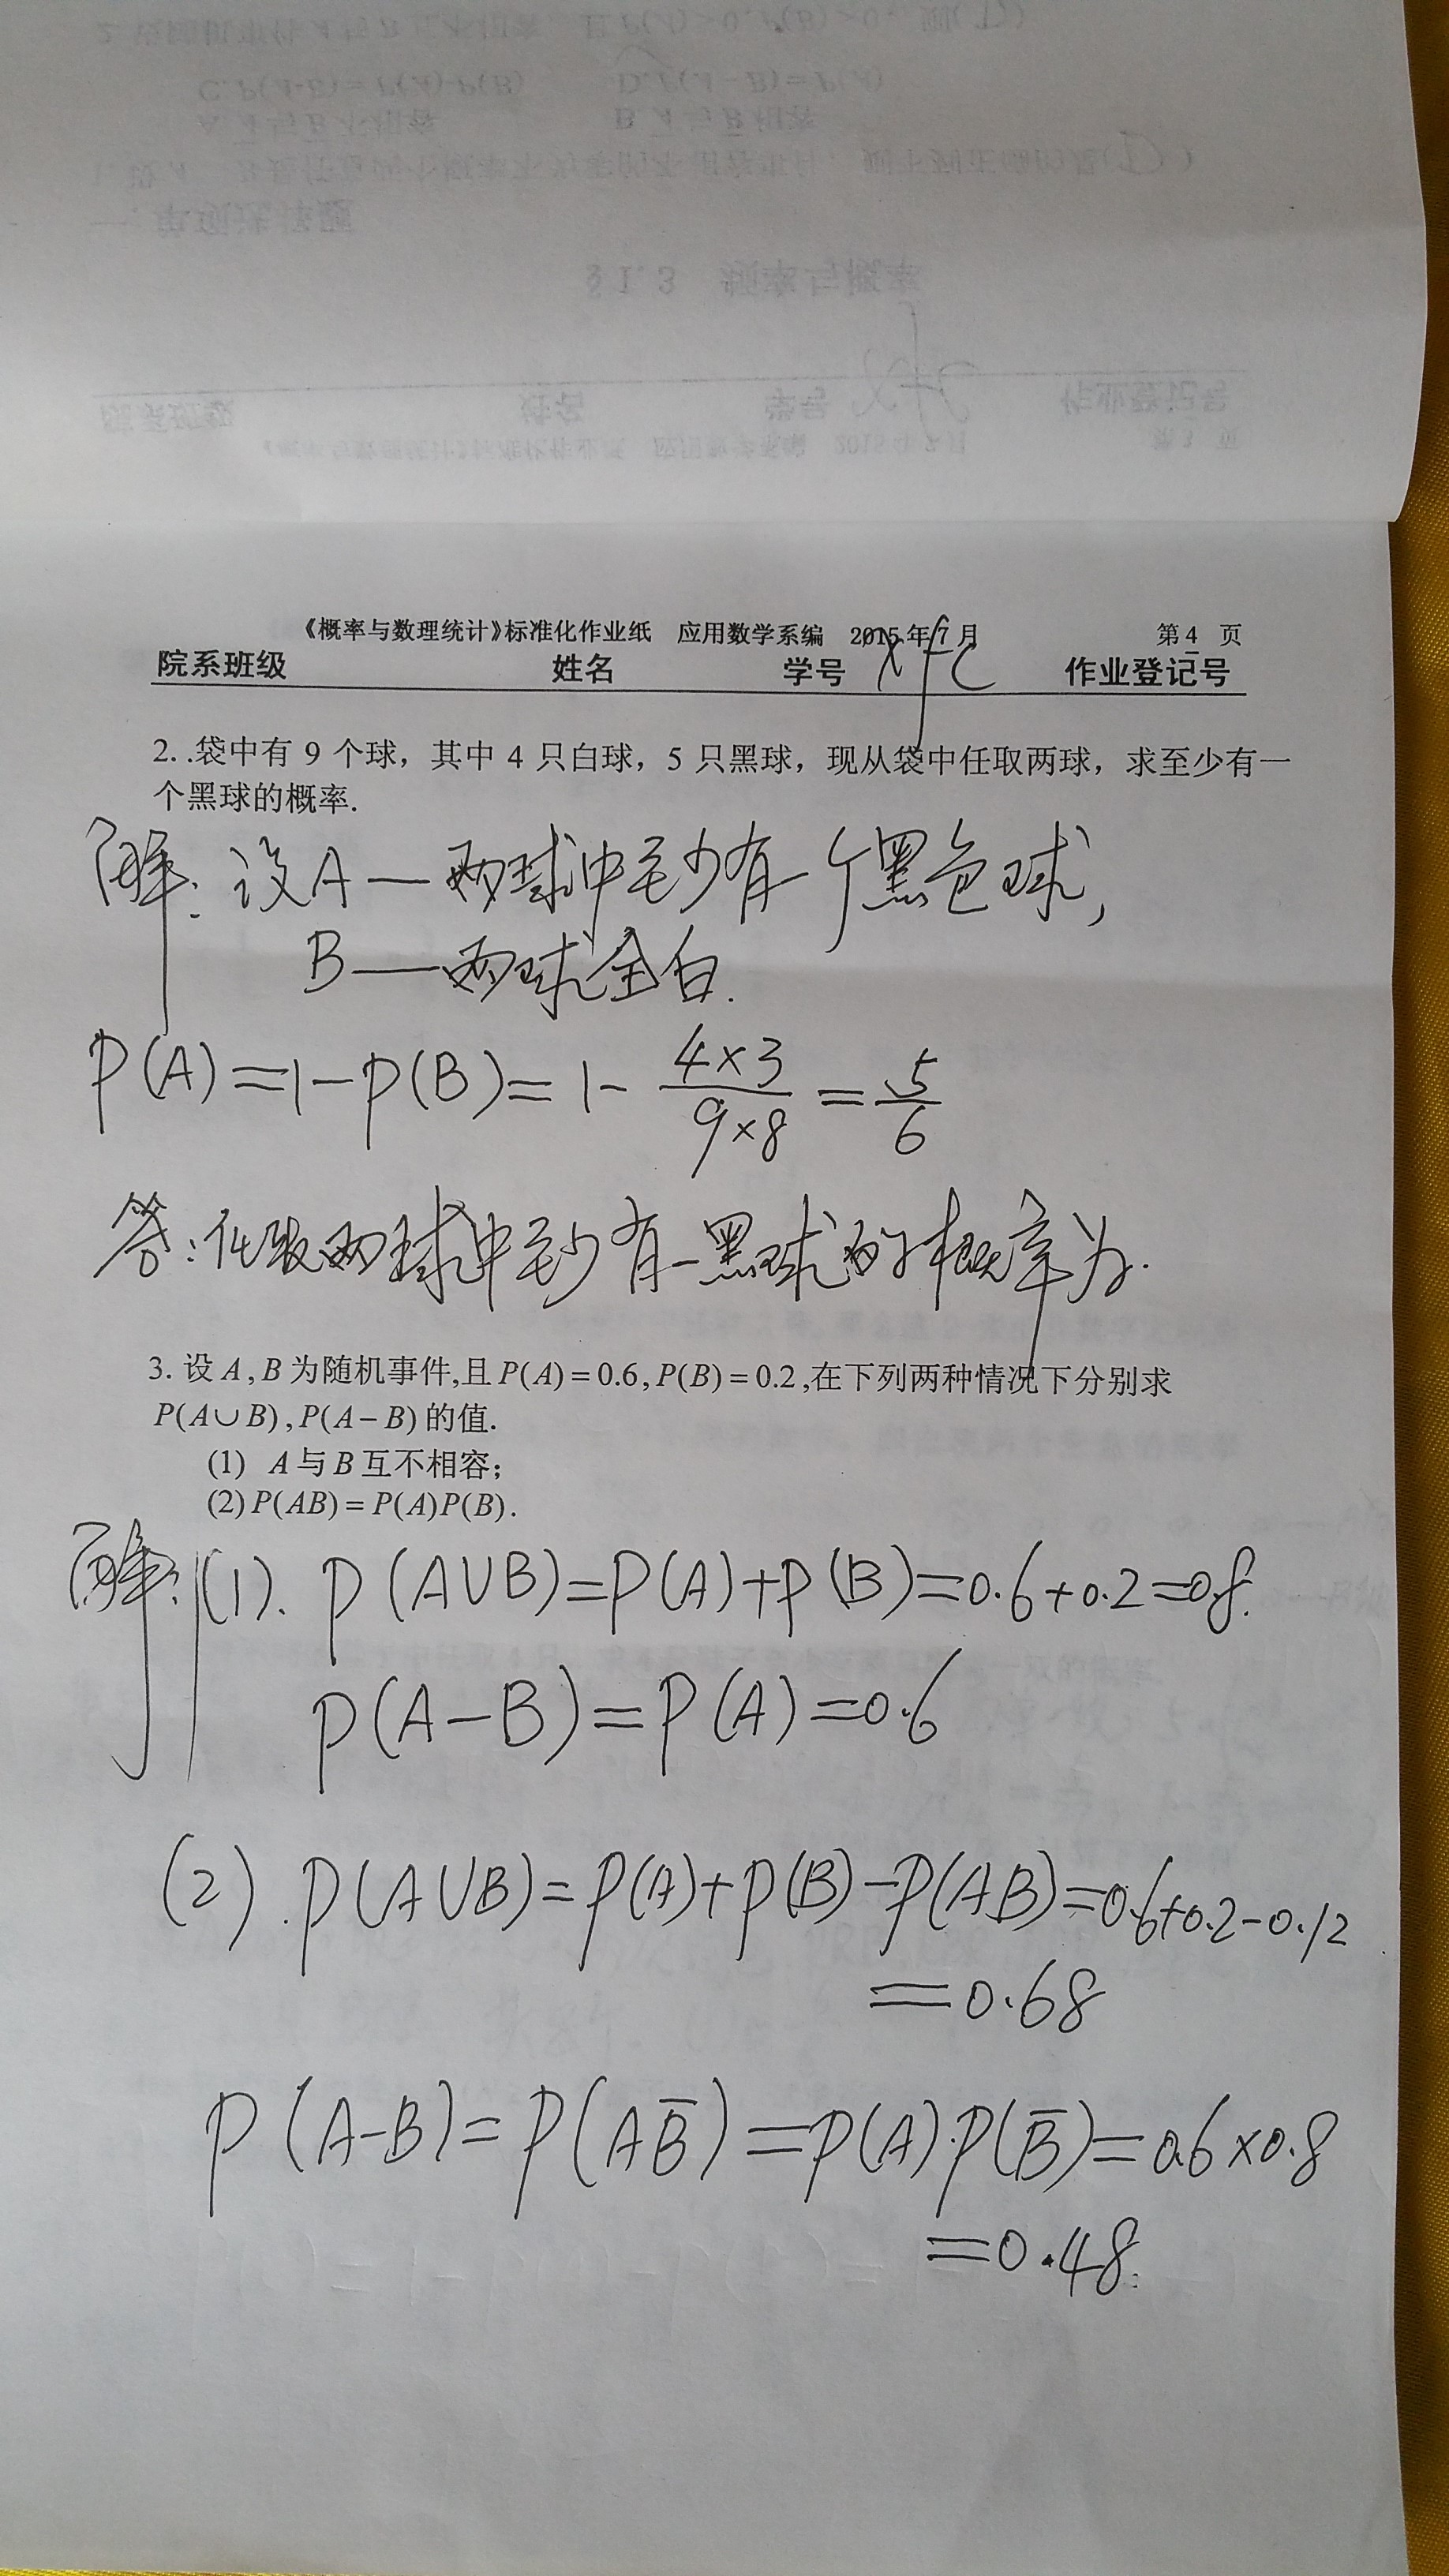 《概率与数理统计》标准化作业纸 应用数学系编 2015年7月 第4页
院系班级 姓名 学号 xfc 作业登记号
2. .袋中有 9 个球，其中 4 只白球，5 只黑球，现从袋中任取两球，求至少有一
个黑球的概率.
解: 设A—两球中至少有一个黑色球,
B—两球全白.
P(A)=1-P(B)=1-\frac{4×3}{9×8}=\frac{5}{6}
答:任取两球中至少有一黑球的概率为.
3. 设 A , B 为随机事件,且 P(A) = 0.6 , P(B) = 0.2 ,在下列两种情况下分别求
P(A∪B) , P(A−B) 的值.
(1) A与B互不相容;
(2) P(AB) = P(A)P(B).
解: (1). P(A∪B)=P(A)+P(B)=0.6+0.2=0.8.
P(A-B)=P(A)=0.6
(2). P(A∪B)=P(A)+P(B)-P(AB)=0.6+0.2-0.12
=0.68
P(A-B)=P(AB̄)=P(A)·P(B̄)=0.6×0.8
=0.48.